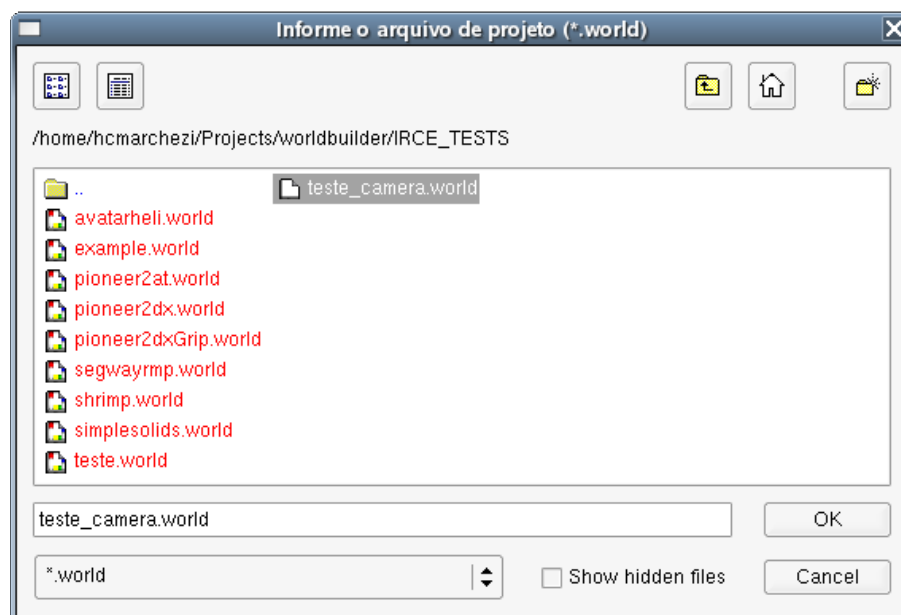 Informe o arquivo de projeto (*.world)
/home/hcmarchezi/Projects/worldbuilder/IRCE_TESTS
..
avatarheli.world
example.world
pioneer2at.world
pioneer2dx.world
pioneer2dxGrip.world
segwayrmp.world
shrimp.world
simplesolids.world
teste.world
teste_camera.world
teste_camera.world
OK
*.world
Show hidden files
Cancel